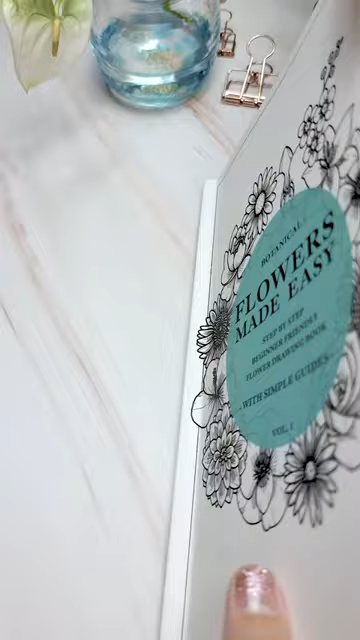 BOTANICAL
FLOWERS
MADE EASY
STEP BY STEP
BEGINNER FRIENDLY
FLOWER DRAWING BOOK
-WITH SIMPLE GUIDES-
VOL. 1